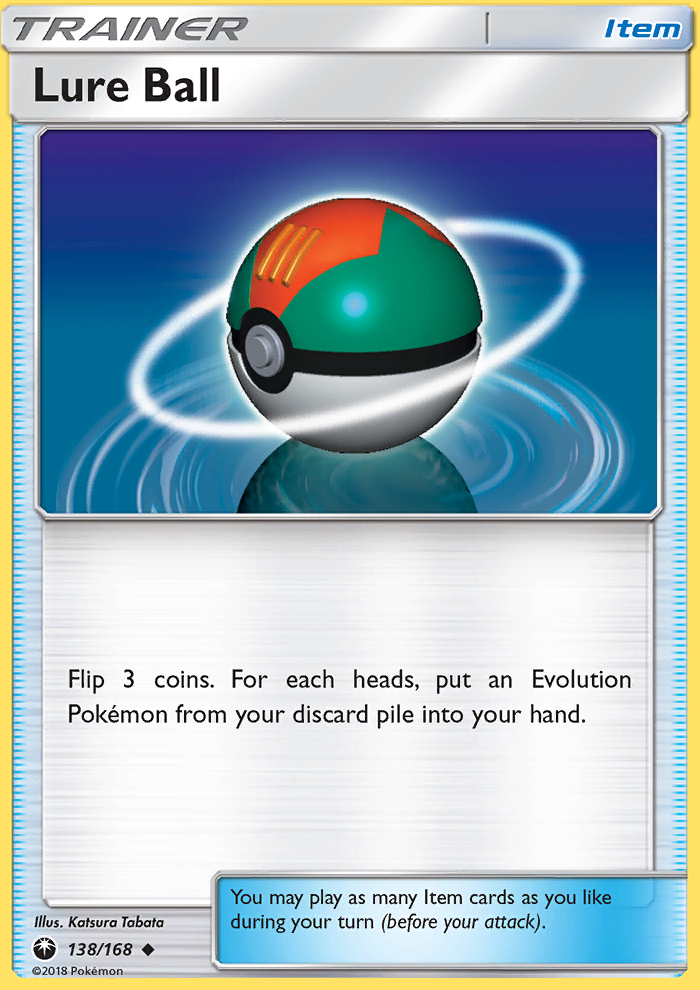 TRAINER
Item
Lure Ball
Flip 3 coins. For each heads, put an Evolution
Pokémon from your discard pile into your hand.
You may play as many Item cards as you like
during your turn (before your attack).
Illus. Katsura Tabata
138/168
©2018 Pokémon